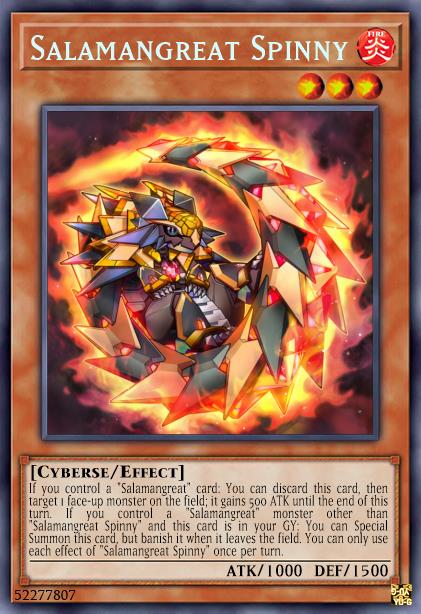 SALAMANGREAT SPINNY
FIRE
炎
[CYBERSE/EFFECT]
If you control a "Salamangreat" card: You can discard this card, then
target 1 face-up monster on the field; it gains 500 ATK until the end of this
turn. If you control a "Salamangreat" monster other than
"Salamangreat Spinny" and this card is in your GY: You can Special
Summon this card, but banish it when it leaves the field. You can only use
each effect of "Salamangreat Spinny" once per turn.
ATK/1000 DEF/1500
52277807